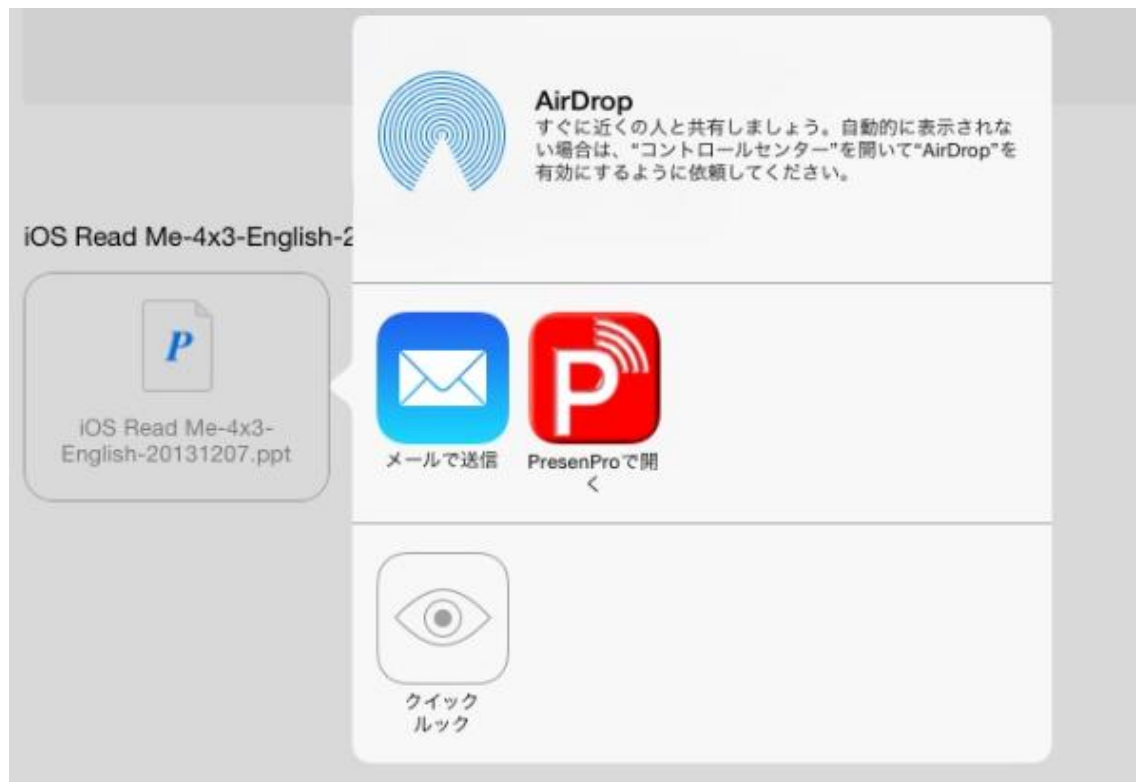 AirDrop
すぐに近くの人と共有しましょう。自動的に表示されな
い場合は、“コントロールセンター”を開いて“AirDrop”を
有効にするように依頼してください。
iOS Read Me-4x3-English-2
P
iOS Read Me-4x3-
English-20131207.ppt
P
メールで送信
PresenProで開
く
クイック
ルック